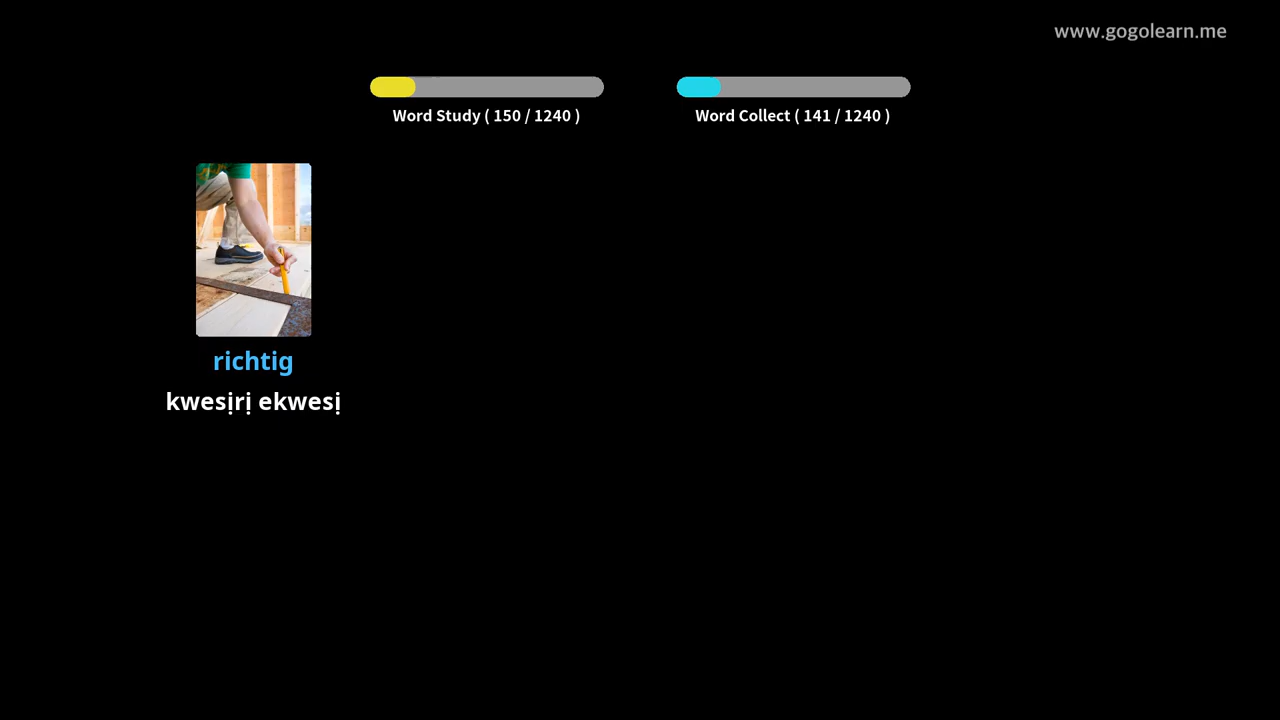 www.gogolearn.me
Word Study ( 150 / 1240 )
Word Collect ( 141 / 1240 )
richtig
kwesịrị ekwesị